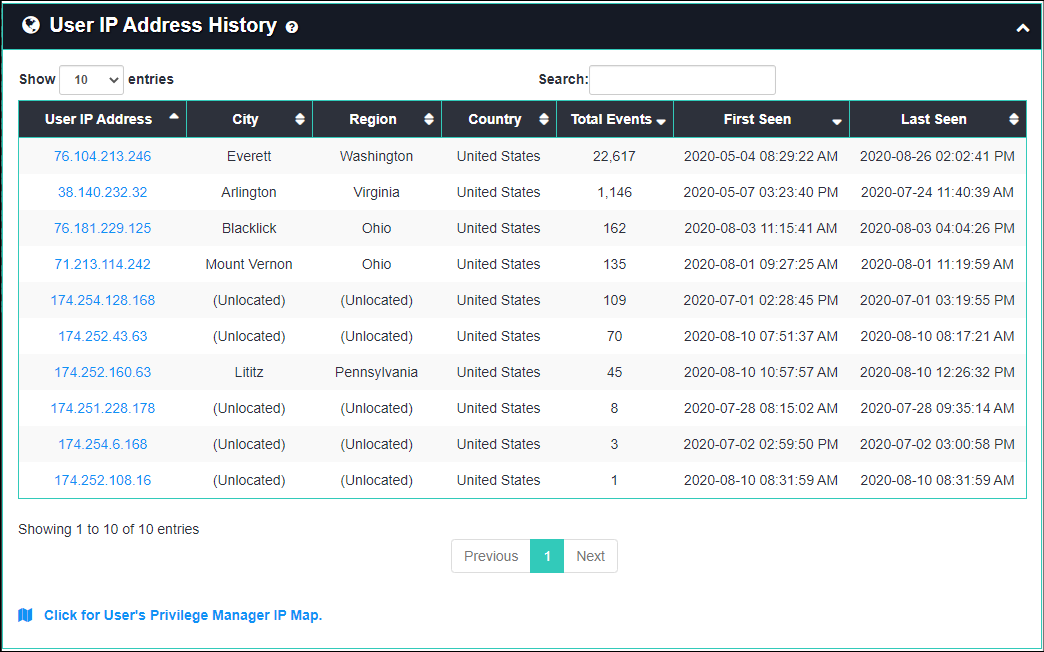 User IP Address History ?
Show 10 entries Search:
User IP Address City Region Country Total Events First Seen Last Seen
76.104.213.246 Everett Washington United States 22,617 2020-05-04 08:29:22 AM 2020-08-26 02:02:41 PM
38.140.232.32 Arlington Virginia United States 1,146 2020-05-07 03:23:40 PM 2020-07-24 11:40:39 AM
76.181.229.125 Blacklick Ohio United States 162 2020-08-03 11:15:41 AM 2020-08-03 04:04:26 PM
71.213.114.242 Mount Vernon Ohio United States 135 2020-08-01 09:27:25 AM 2020-08-01 11:19:59 AM
174.254.128.168 (Unlocated) (Unlocated) United States 109 2020-07-01 02:28:45 PM 2020-07-01 03:19:55 PM
174.252.43.63 (Unlocated) (Unlocated) United States 70 2020-08-10 07:51:37 AM 2020-08-10 08:17:21 AM
174.252.160.63 Lititz Pennsylvania United States 45 2020-08-10 10:57:57 AM 2020-08-10 12:26:32 PM
174.251.228.178 (Unlocated) (Unlocated) United States 8 2020-07-28 08:15:02 AM 2020-07-28 09:35:14 AM
174.254.6.168 (Unlocated) (Unlocated) United States 3 2020-07-02 02:59:50 PM 2020-07-02 03:00:58 PM
174.252.108.16 (Unlocated) (Unlocated) United States 1 2020-08-10 08:31:59 AM 2020-08-10 08:31:59 AM
Showing 1 to 10 of 10 entries
Previous 1 Next
Click for User's Privilege Manager IP Map.